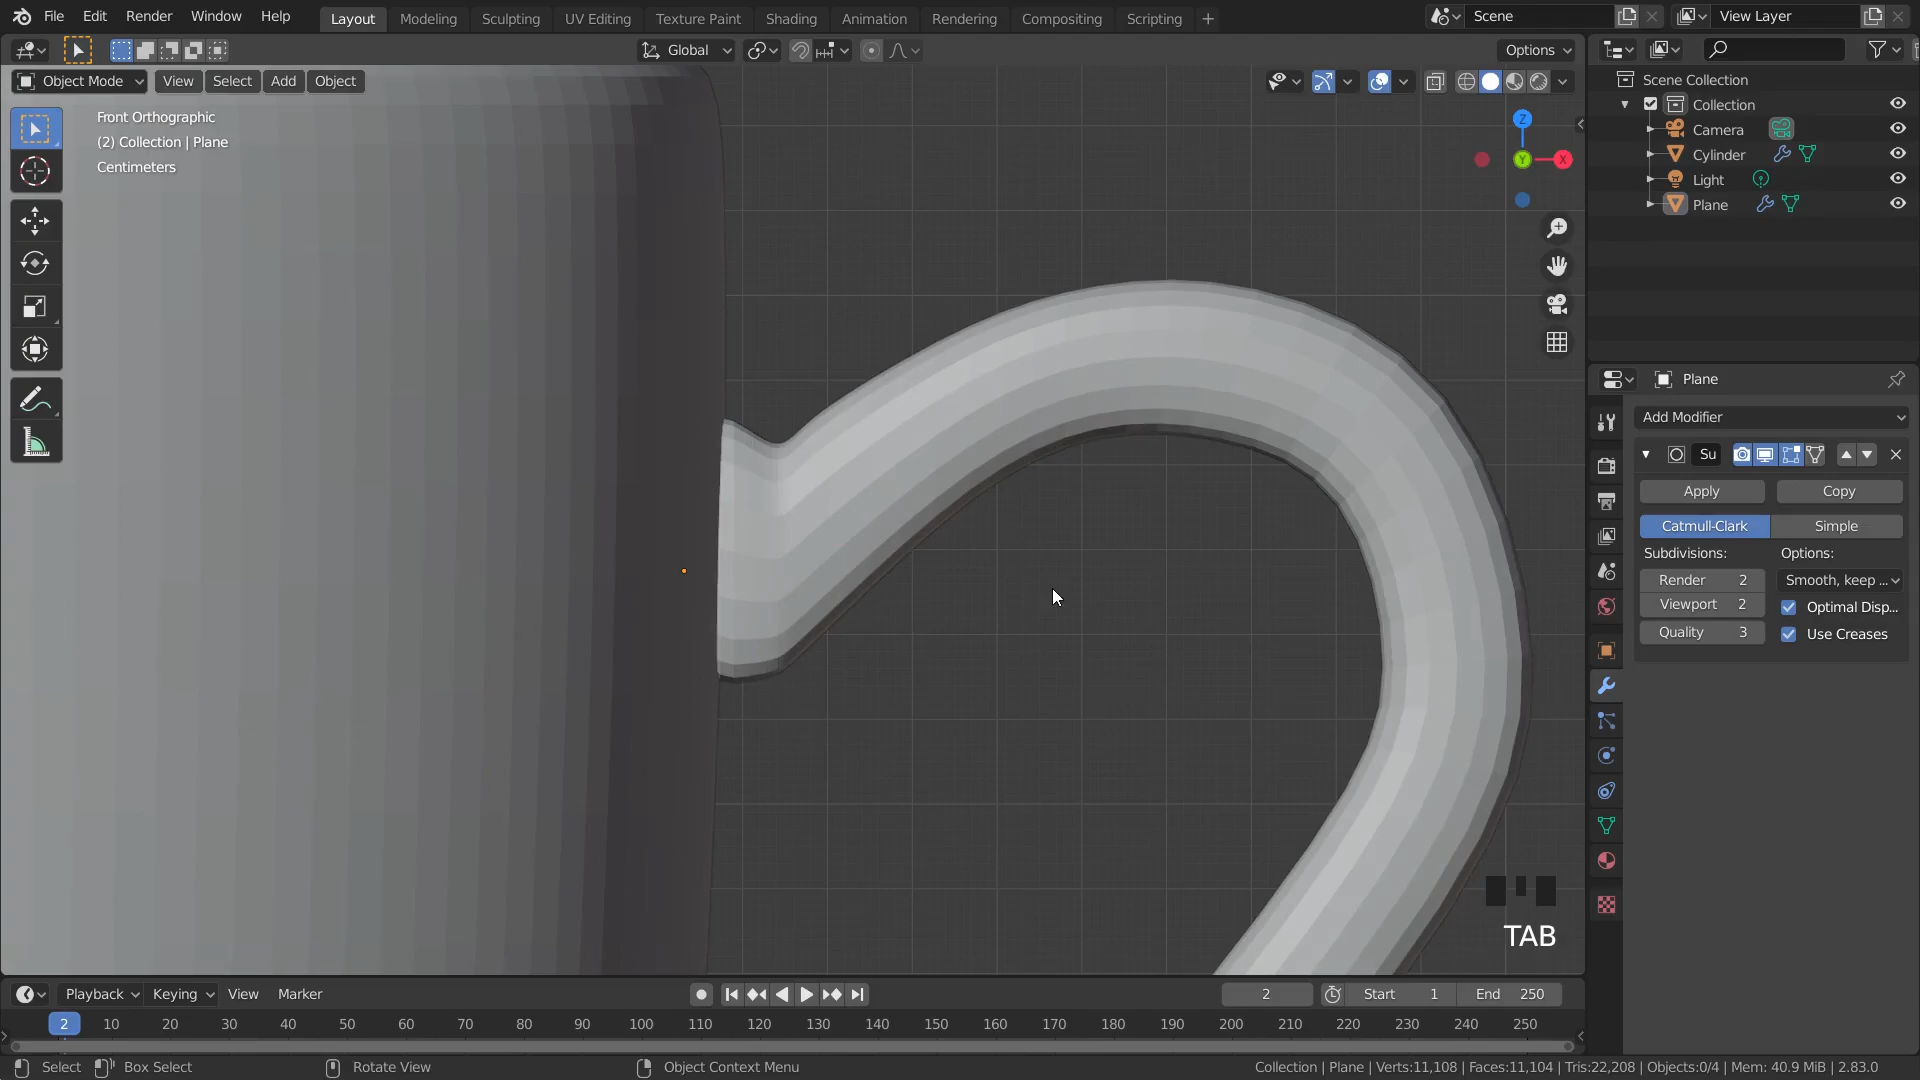 File Edit Render Window Help Layout Modeling Sculpting UV Editing Texture Paint Shading Animation Rendering Compositing Scripting + Scene View Layer
Global Options
Object Mode View Select Add Object
Front Orthographic
(2) Collection | Plane
Centimeters
Z
Y
X
Scene Collection
Collection
Camera
Cylinder
Light
Plane
Plane
Add Modifier
Su
Apply Copy
Catmull-Clark Simple
Subdivisions: Options:
Render 2 Smooth, keep ...
Viewport 2 Optimal Disp...
Quality 3 Use Creases
TAB
Playback Keying View Marker 2 Start 1 End 250
2 10 20 30 40 50 60 70 80 90 100 110 120 130 140 150 160 170 180 190 200 210 220 230 240 250
Select Box Select Rotate View Object Context Menu Collection | Plane | Verts:11,108 | Faces:11,104 | Tris:22,208 | Objects:0/4 | Mem: 40.9 MiB | 2.83.0